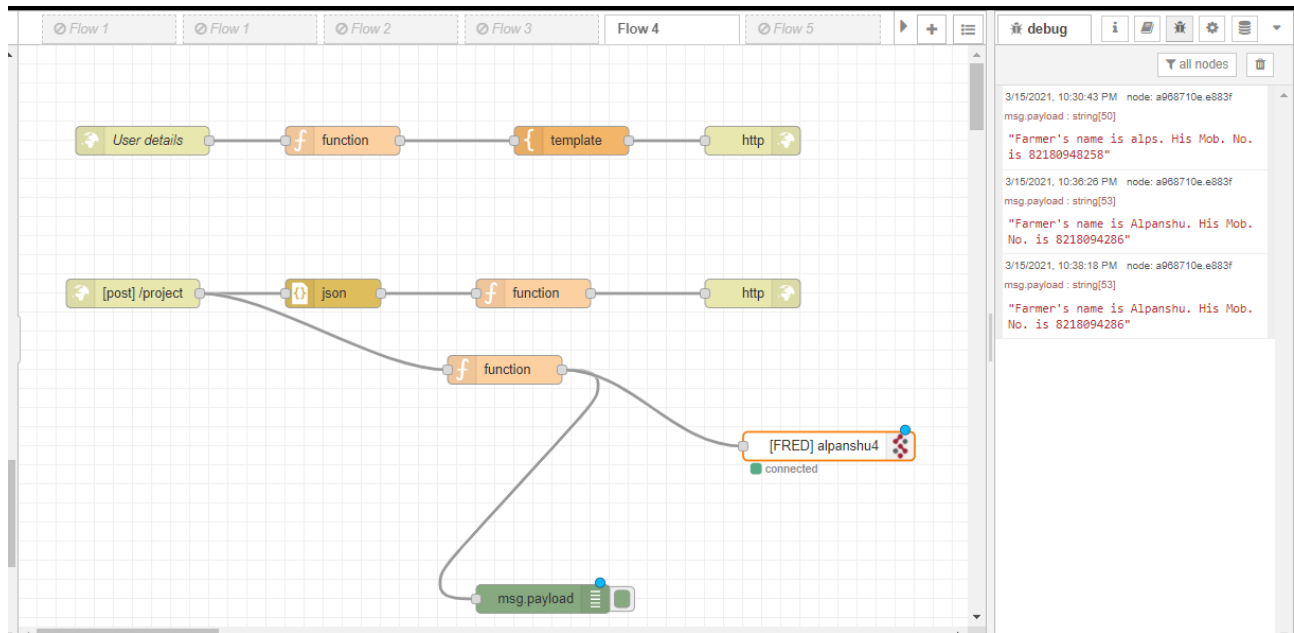 Flow 1
Flow 1
Flow 2
Flow 3
Flow 4
Flow 5
debug
i
all nodes
User details
function
template
http
[post] /project
json
function
http
function
[FRED] alpanshu4
connected
msg.payload
3/15/2021, 10:30:43 PM node: a968710e.e883f
msg.payload : string[50]
"Farmer's name is alps. His Mob. No.
is 82180948258"
3/15/2021, 10:36:26 PM node: a968710e.e883f
msg.payload : string[53]
"Farmer's name is Alpanshu. His Mob.
No. is 8218094286"
3/15/2021, 10:38:18 PM node: a968710e.e883f
msg.payload : string[53]
"Farmer's name is Alpanshu. His Mob.
No. is 8218094286"